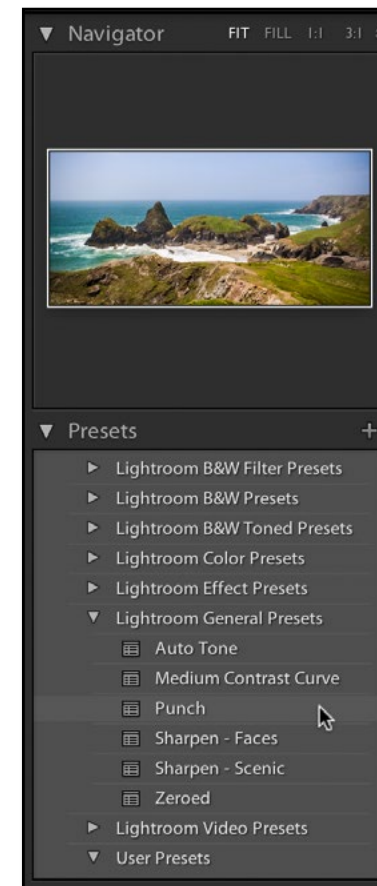 Navigator FIT FILL 1:1 3:1
Presets +
Lightroom B&W Filter Presets
Lightroom B&W Presets
Lightroom B&W Toned Presets
Lightroom Color Presets
Lightroom Effect Presets
Lightroom General Presets
Auto Tone
Medium Contrast Curve
Punch
Sharpen - Faces
Sharpen - Scenic
Zeroed
Lightroom Video Presets
User Presets